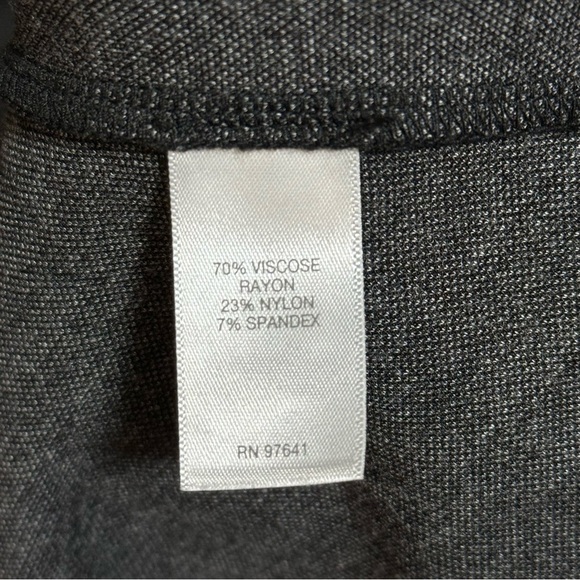 70% VISCOSE
RAYON
23% NYLON
7% SPANDEX
RN 97641